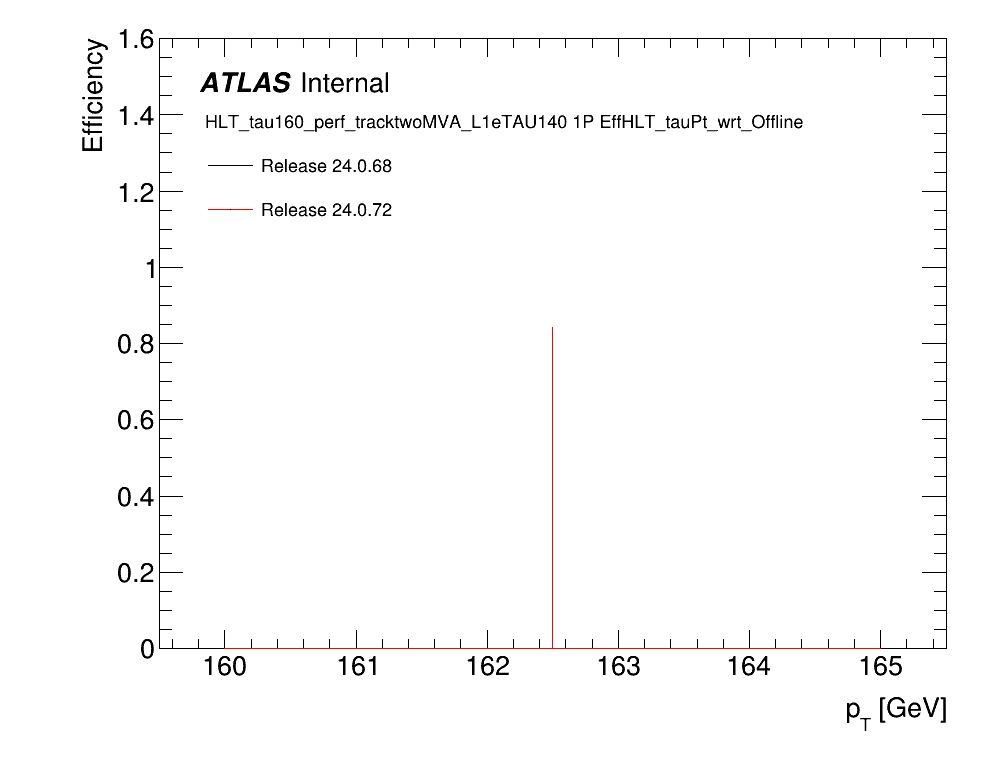 1.6
1.4
1.2
1
0.8
0.6
0.4
0.2
0
Efficiency
ATLAS Internal
HLT_tau160_perf_tracktwoMVA_L1eTAU140 1P EffHLT_tauPt_wrt_Offline
Release 24.0.68
Release 24.0.72
160 161 162 163 164 165
p_T [GeV]